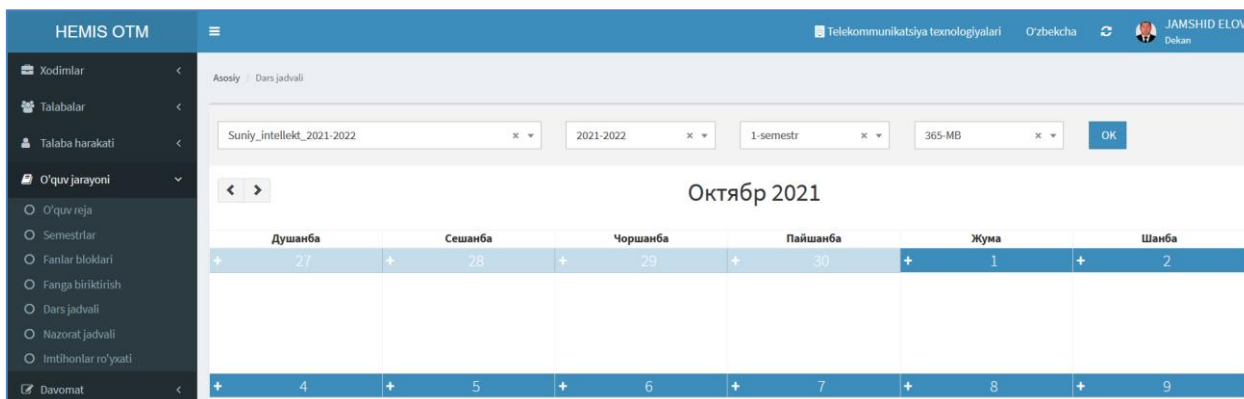 HEMIS OTM
Telekommunikatsiya texnologiyalari
O'zbekcha
JAMSHID ELOV
Dekan
Xodimlar
Talabalar
Talaba harakati
O'quv jarayoni
O'quv reja
Semestrlar
Fanlar bloklari
Fanga biriktirish
Dars jadvali
Nazorat jadvali
Imtihonlar ro'yxati
Davomat
Asosiy / Dars jadvali
Suniy_intellekt_2021-2022 × 2021-2022 × 1-semestr × 365-MB × OK
Октябр 2021
Душанба Сешанба Чоршанба Пайшанба Жума Шанба
+ 27 + 28 + 29 + 30 + 1 + 2
+ 4 + 5 + 6 + 7 + 8 + 9